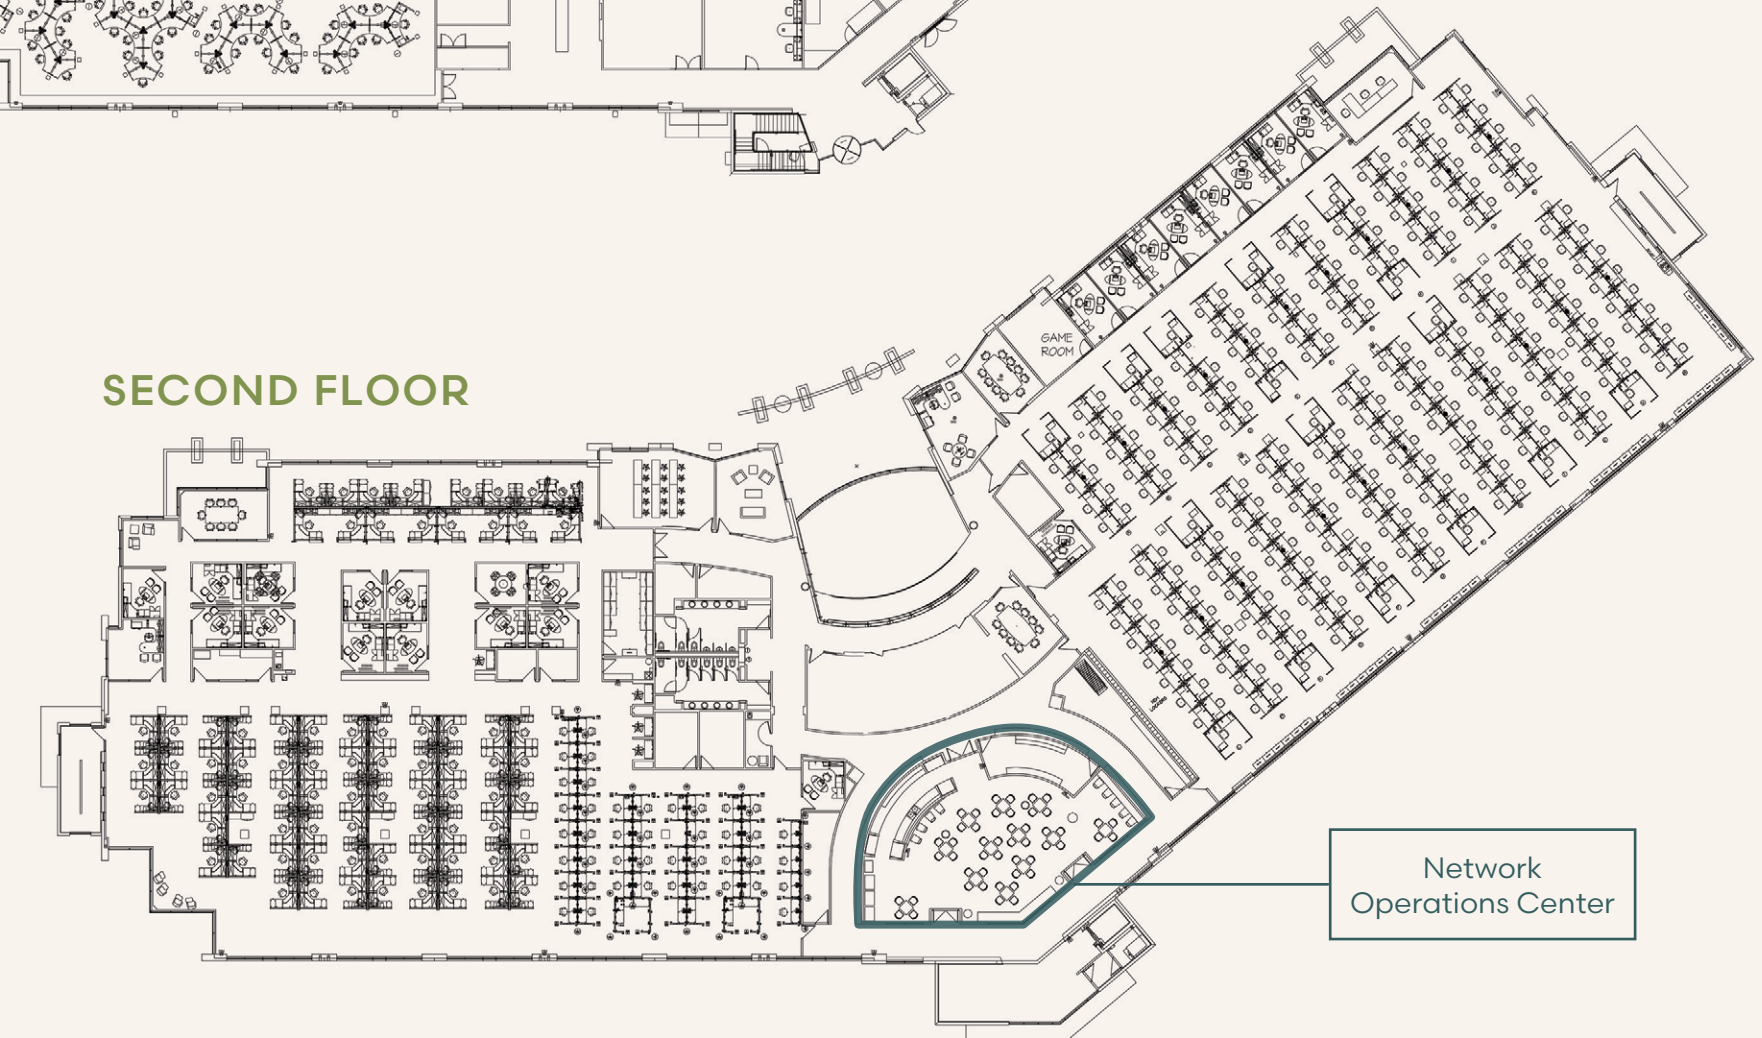 SECOND FLOOR
GAME
ROOM
Network
Operations Center